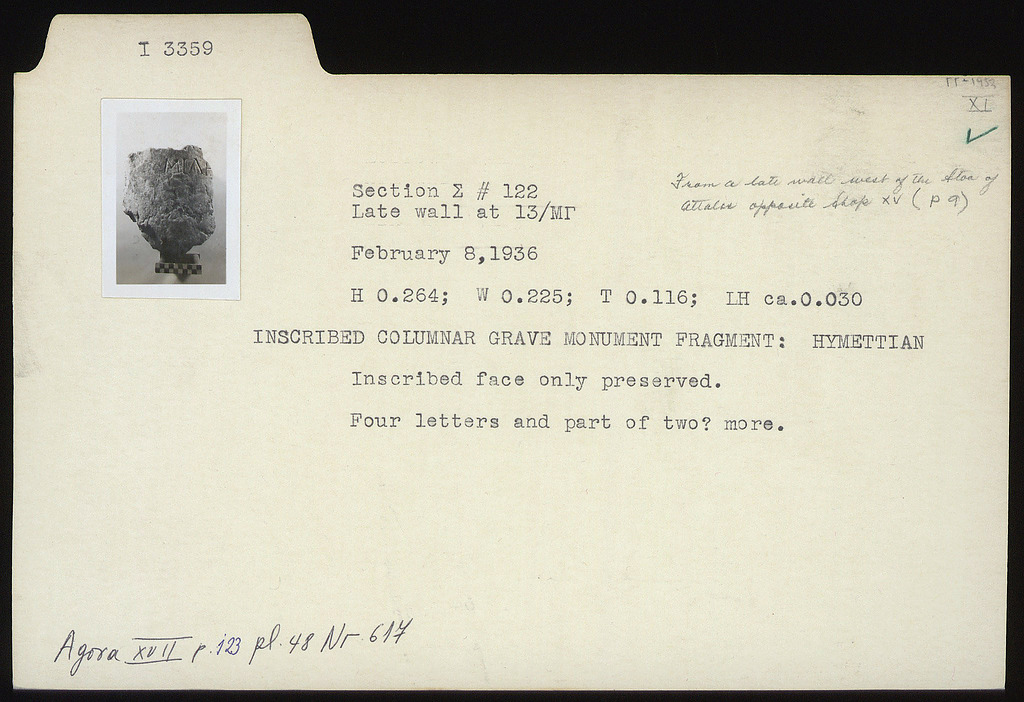 I 3359
XI
Section Σ # 122
Late wall at 13/ΜΓ
From a late wall west of the Stoa of
Attalos opposite Shop XV (P 9)
February 8,1936
H 0.264; W 0.225; T 0.116; LH ca.0.030
INSCRIBED COLUMNAR GRAVE MONUMENT FRAGMENT: HYMETTIAN
Inscribed face only preserved.
Four letters and part of two? more.
Agora XVII p. 123 pl. 48 Nr. 617